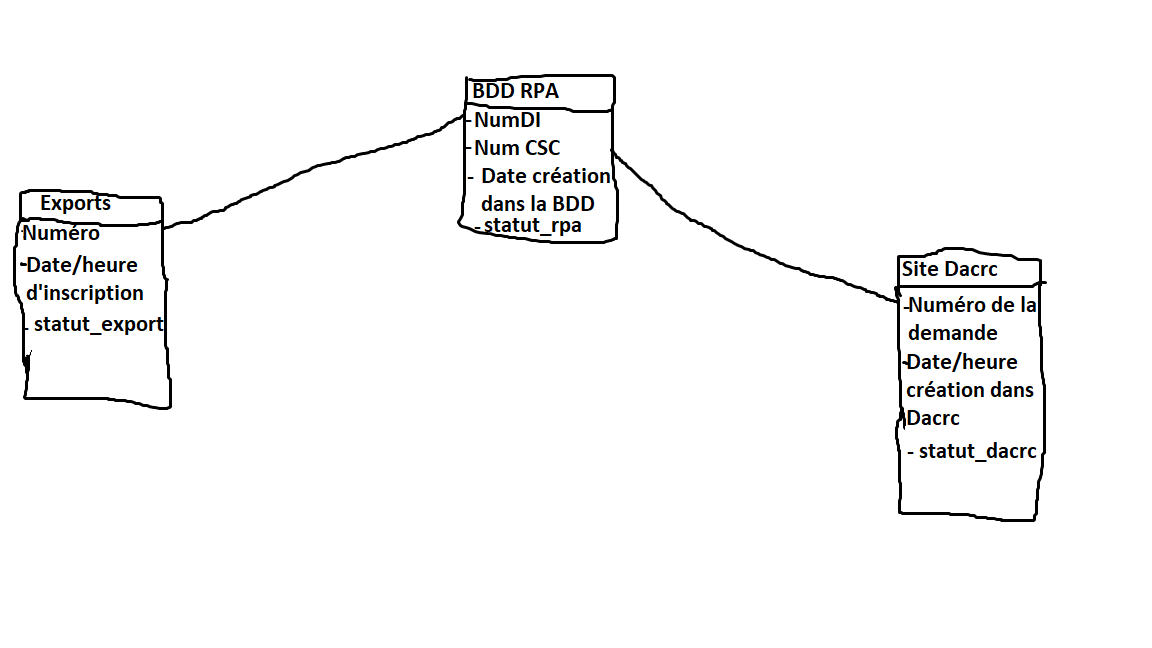 BDD RPA
- NumDI
- Num CSC
- Date création
dans la BDD
- statut_rpa
Exports
Numéro
-Date/heure
d'inscription
- statut_export
Site Dacrc
-Numéro de la
demande
-Date/heure
création dans
Dacrc
- statut_dacrc